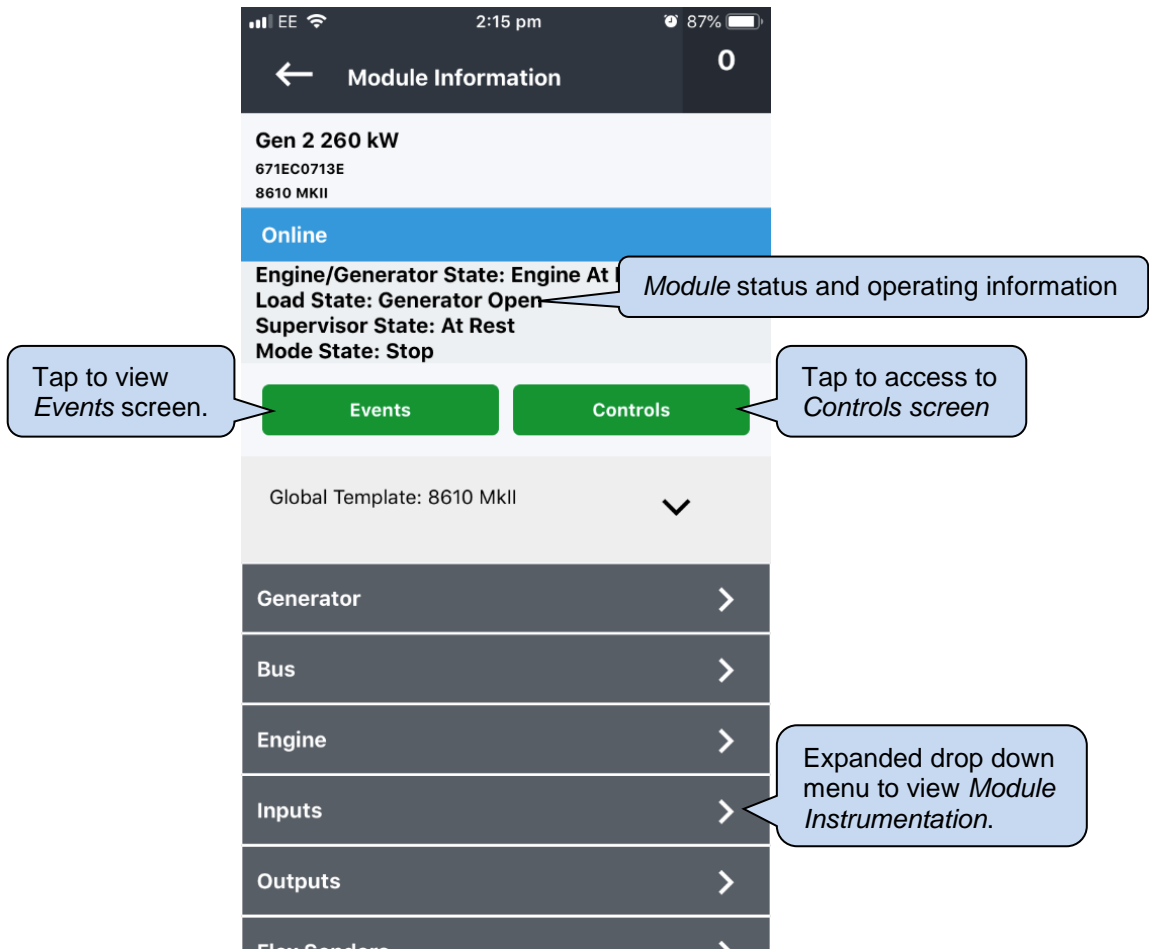 EE 2:15 pm 87%
0
Module Information
Gen 2 260 kW
671EC0713E
8610 MKII
Online
Engine/Generator State: Engine At
Module status and operating information
Load State: Generator Open
Supervisor State: At Rest
Mode State: Stop
Tap to view
Events screen.
Events
Controls
Tap to access to
Controls screen
Global Template: 8610 MkII
Generator
Bus
Engine
Expanded drop down
menu to view Module
Instrumentation.
Inputs
Outputs